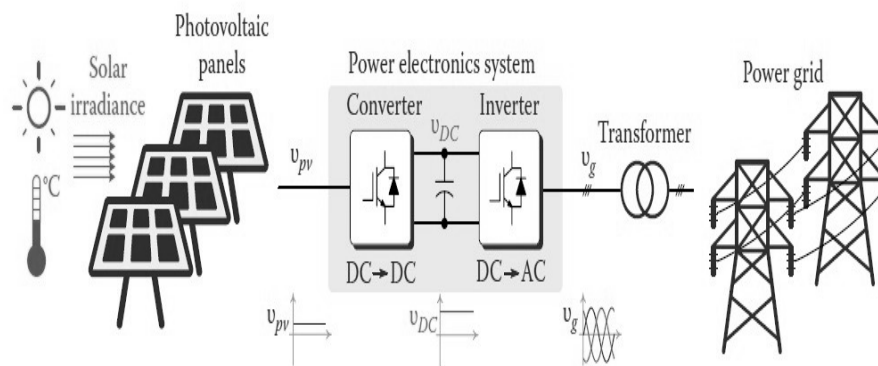 Photovoltaic
panels
Solar
irradiance
°C
Power electronics system
Converter
Inverter
Power grid
Transformer
υpv
υDC
υg
DC→DC
DC→AC
υpv
υDC
υg